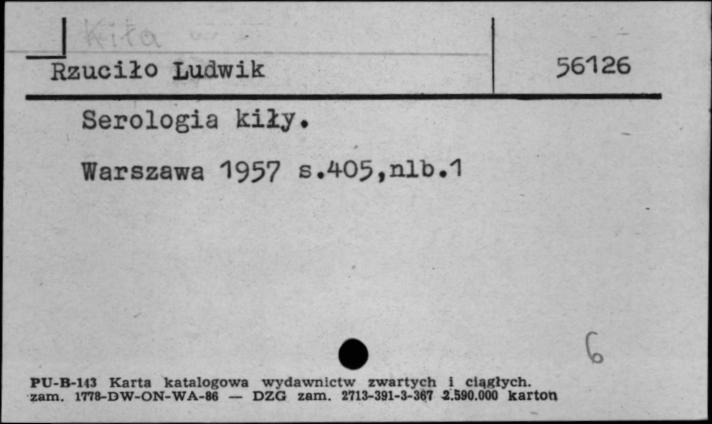 Kiła
Rzuciło Ludwik 56126
Serologia kiły.
Warszawa 1957 s.405,nlb.1
6
PU-B-143 Karta katalogowa wydawnictw zwartych i ciągłych.
zam. 1778-DW-ON-WA-86 — DZG zam. 2713-391-3-367 2.590.000 karton